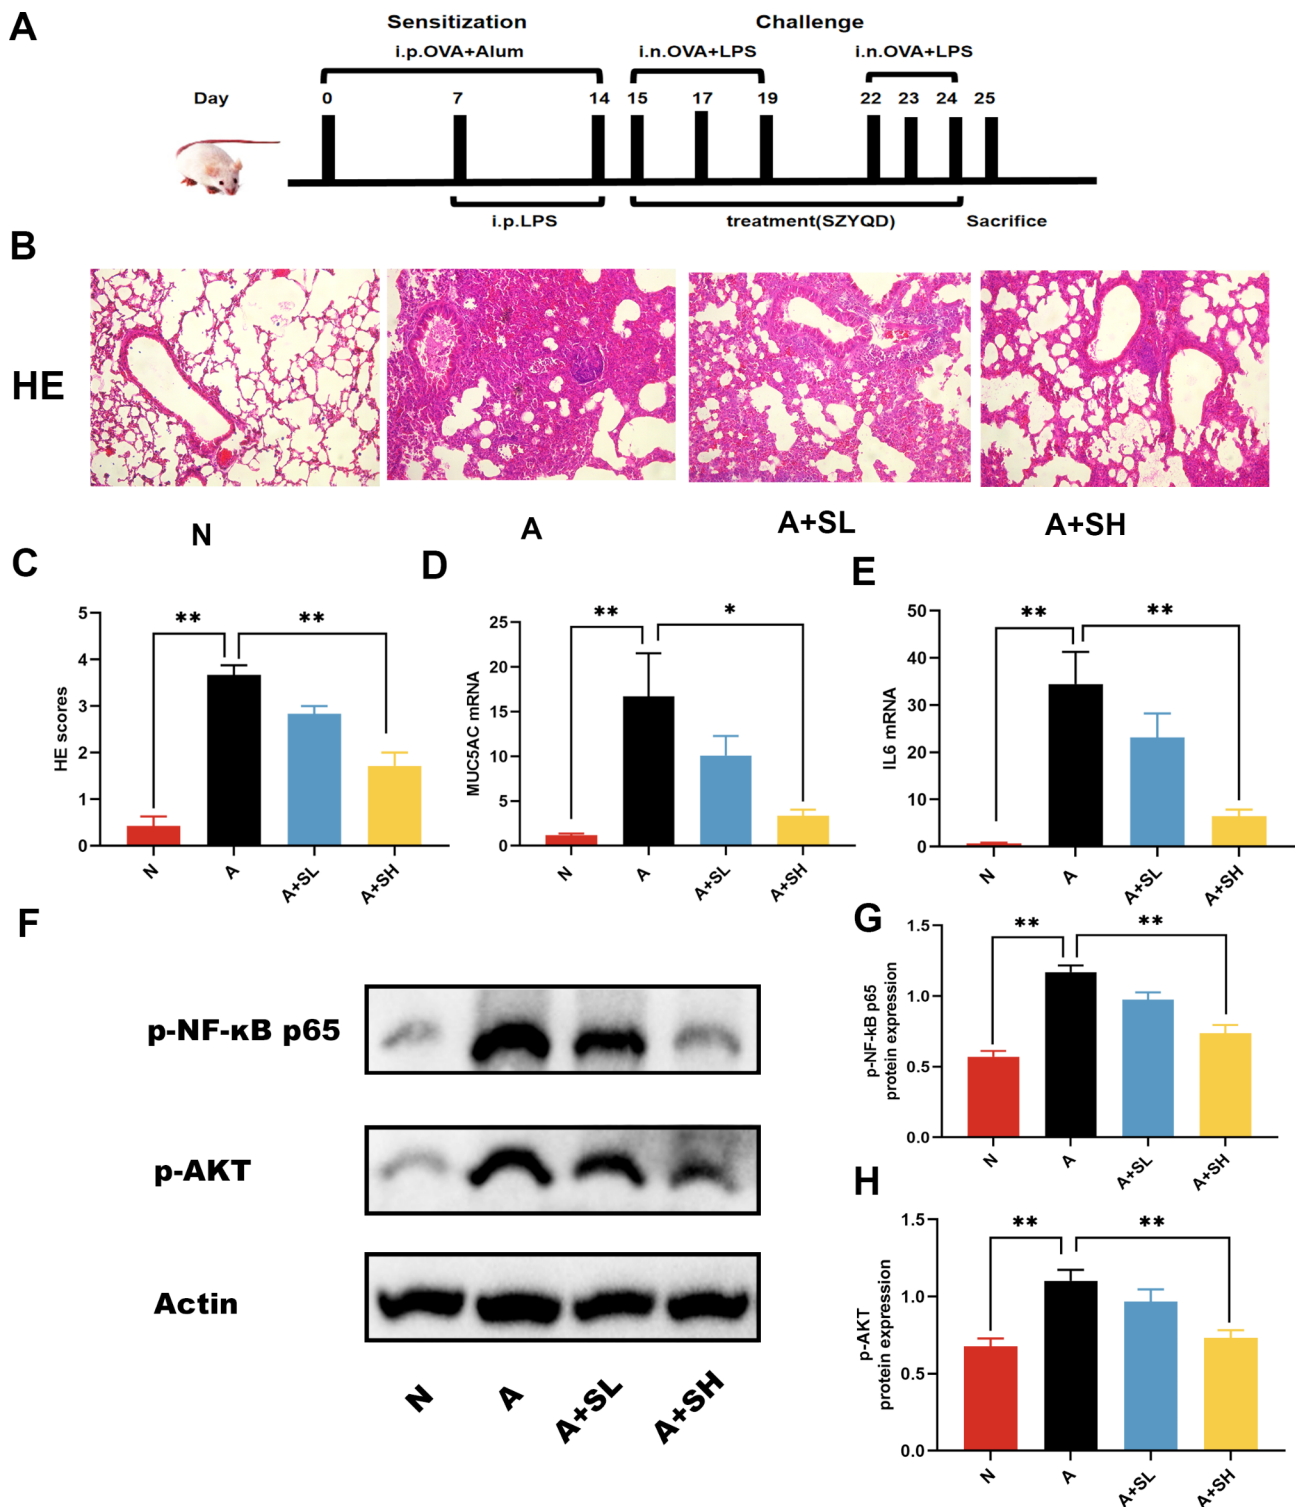 A
Sensitization
Challenge
i.p.OVA+Alum
i.n.OVA+LPS
i.n.OVA+LPS
Day
0
7
14
15
17
19
22
23
24
25
i.p.LPS
treatment(SZYQD)
Sacrifice
B
HE
N
A
A+SL
A+SH
C
HE scores
5
4
3
2
1
0
**
**
N
A
A+SL
A+SH
D
MUC5AC mRNA
25
20
15
10
5
0
**
*
N
A
A+SL
A+SH
E
IL6 mRNA
50
40
30
20
10
0
**
**
N
A
A+SL
A+SH
F
p-NF-κB p65
p-AKT
Actin
N
A
A+SL
A+SH
G
p-NF-kB p65
protein expression
1.5
1.0
0.5
0.0
**
**
N
A
A+SL
A+SH
H
p-AKT
protein expression
1.5
1.0
0.5
0.0
**
**
N
A
A+SL
A+SH